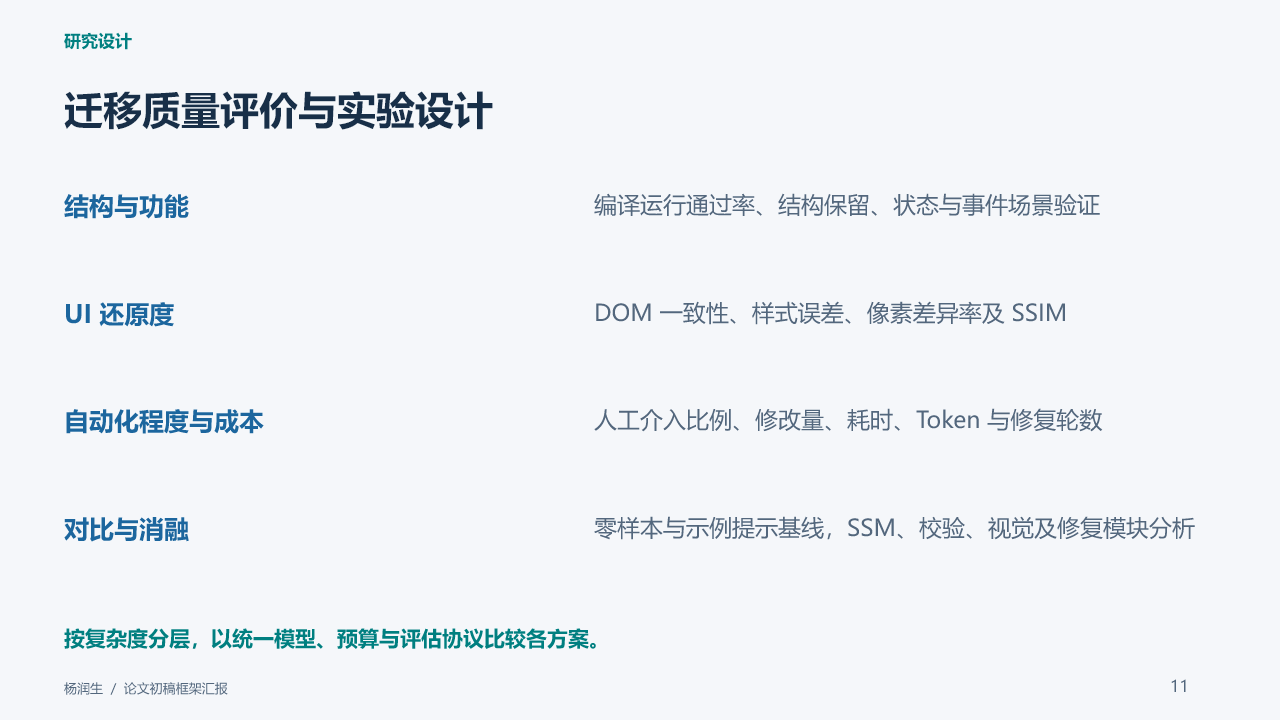 研究设计
迁移质量评价与实验设计
结构与功能
编译运行通过率、结构保留、状态与事件场景验证
UI 还原度
DOM 一致性、样式误差、像素差异率及 SSIM
自动化程度与成本
人工介入比例、修改量、耗时、Token 与修复轮数
对比与消融
零样本与示例提示基线，SSM、校验、视觉及修复模块分析
按复杂度分层，以统一模型、预算与评估协议比较各方案。
杨润生 / 论文初稿框架汇报
11